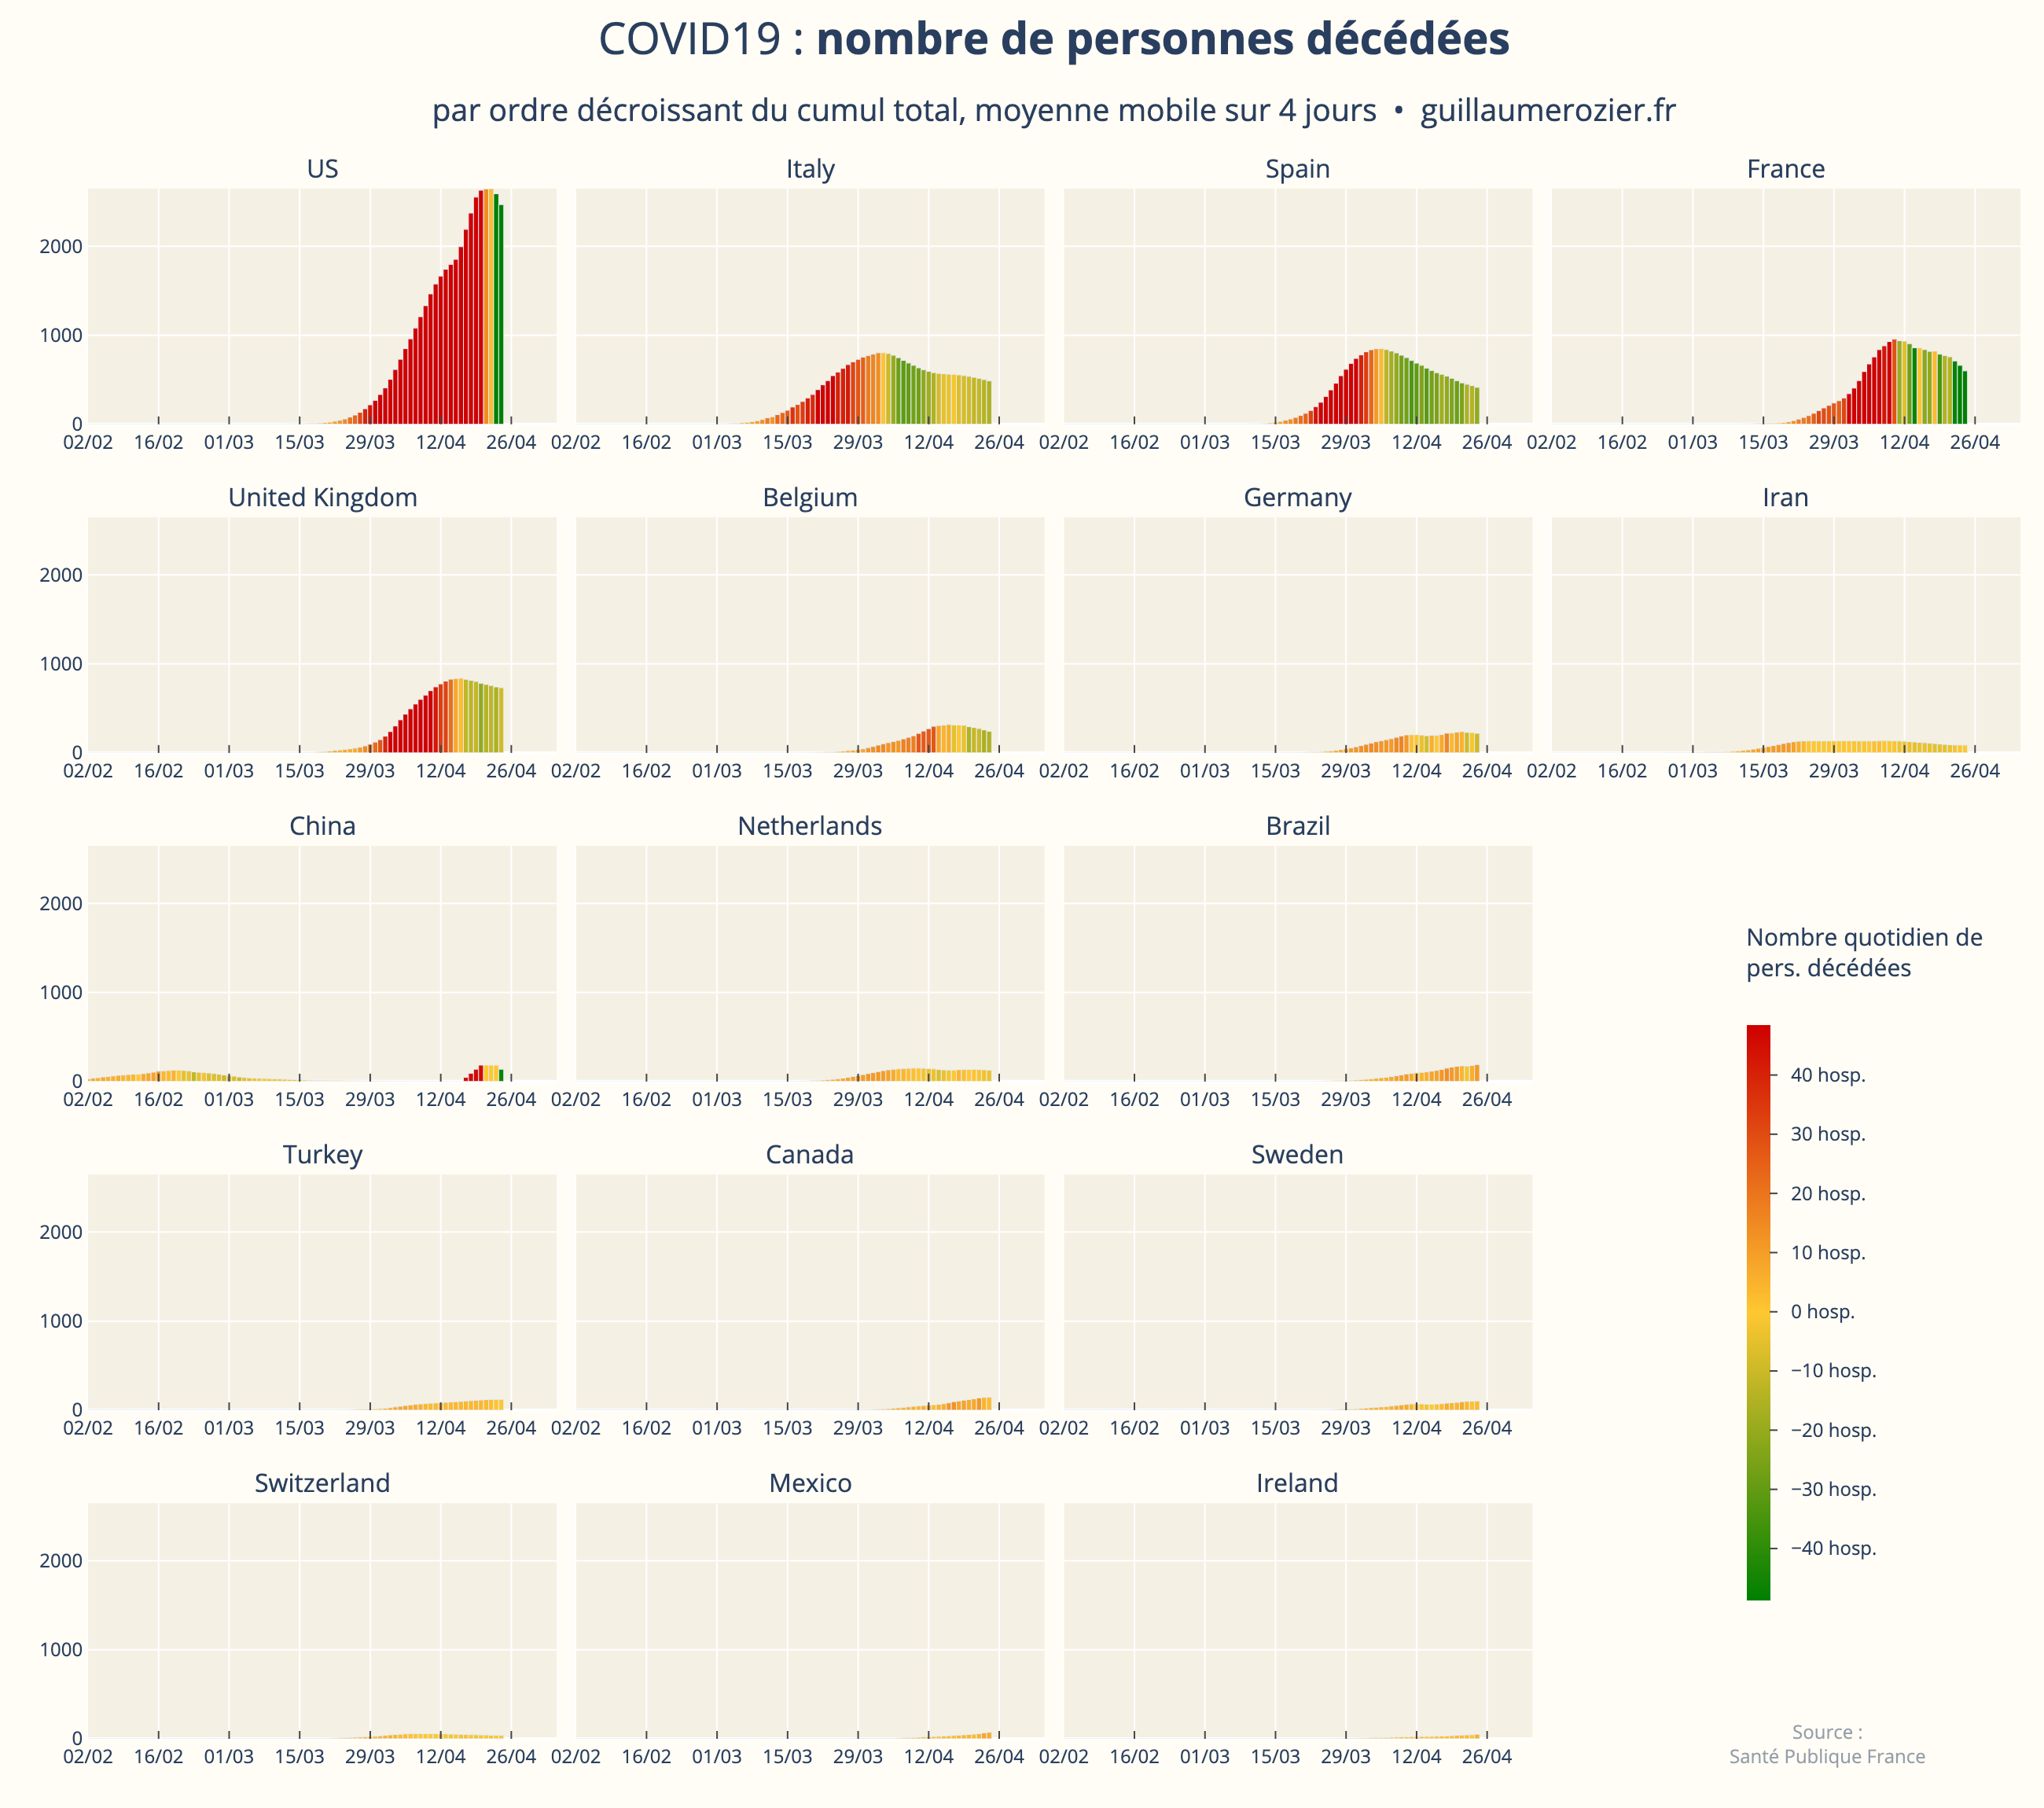 COVID19 : nombre de personnes décédées
par ordre décroissant du cumul total, moyenne mobile sur 4 jours • guillaumerozier.fr
US Italy Spain France
2000
1000
0
02/02 16/02 01/03 15/03 29/03 12/04 26/04 02/02 16/02 01/03 15/03 29/03 12/04 26/04 02/02 16/02 01/03 15/03 29/03 12/04 26/04 02/02 16/02 01/03 15/03 29/03 12/04 26/04
United Kingdom Belgium Germany Iran
2000
1000
0
02/02 16/02 01/03 15/03 29/03 12/04 26/04 02/02 16/02 01/03 15/03 29/03 12/04 26/04 02/02 16/02 01/03 15/03 29/03 12/04 26/04 02/02 16/02 01/03 15/03 29/03 12/04 26/04
China Netherlands Brazil
2000
1000
0
02/02 16/02 01/03 15/03 29/03 12/04 26/04 02/02 16/02 01/03 15/03 29/03 12/04 26/04 02/02 16/02 01/03 15/03 29/03 12/04 26/04
Turkey Canada Sweden
2000
1000
0
02/02 16/02 01/03 15/03 29/03 12/04 26/04 02/02 16/02 01/03 15/03 29/03 12/04 26/04 02/02 16/02 01/03 15/03 29/03 12/04 26/04
Switzerland Mexico Ireland
2000
1000
0
02/02 16/02 01/03 15/03 29/03 12/04 26/04 02/02 16/02 01/03 15/03 29/03 12/04 26/04 02/02 16/02 01/03 15/03 29/03 12/04 26/04
Nombre quotidien de
pers. décédées
40 hosp.
30 hosp.
20 hosp.
10 hosp.
0 hosp.
−10 hosp.
−20 hosp.
−30 hosp.
−40 hosp.
Source :
Santé Publique France